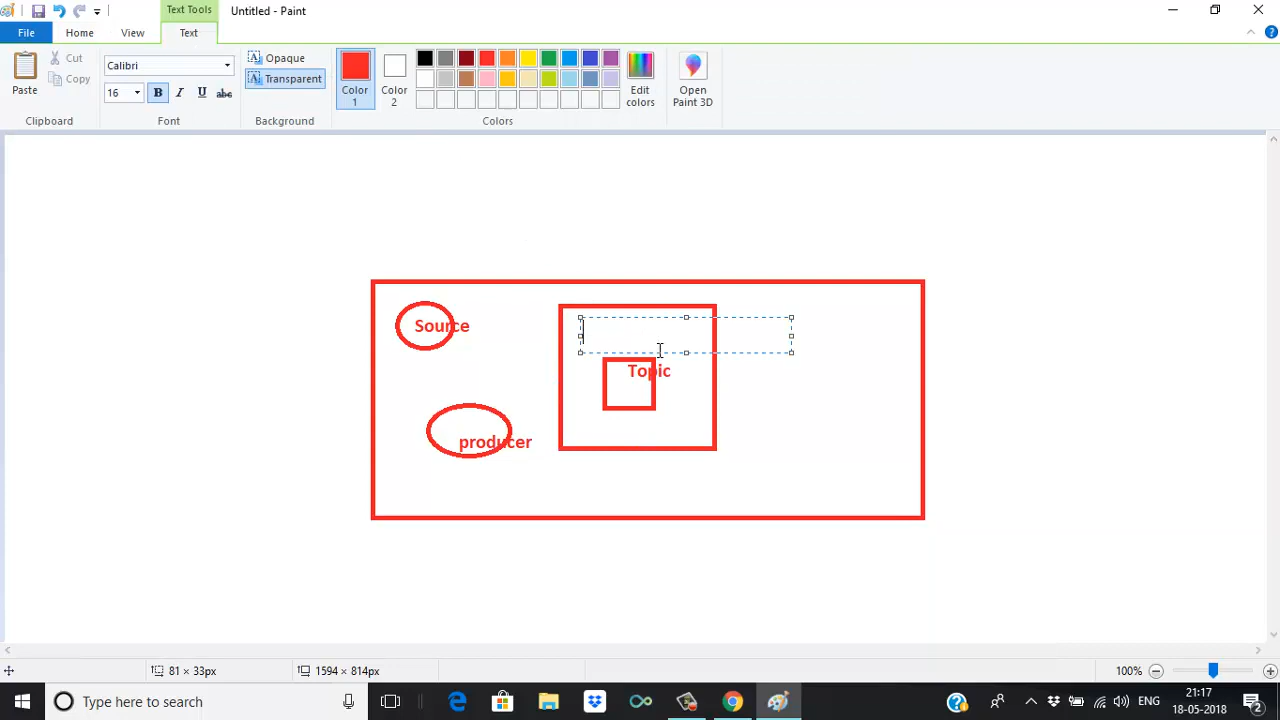 Text Tools
Untitled - Paint
File
Home
View
Text
Paste
Cut
Copy
Clipboard
Calibri
16
B I U abc
Font
Opaque
Transparent
Background
Color 1
Color 2
Edit colors
Colors
Open Paint 3D
Source
Topic
producer
81 × 33px
1594 × 814px
100%
Type here to search
ENG
21:17
18-05-2018
2